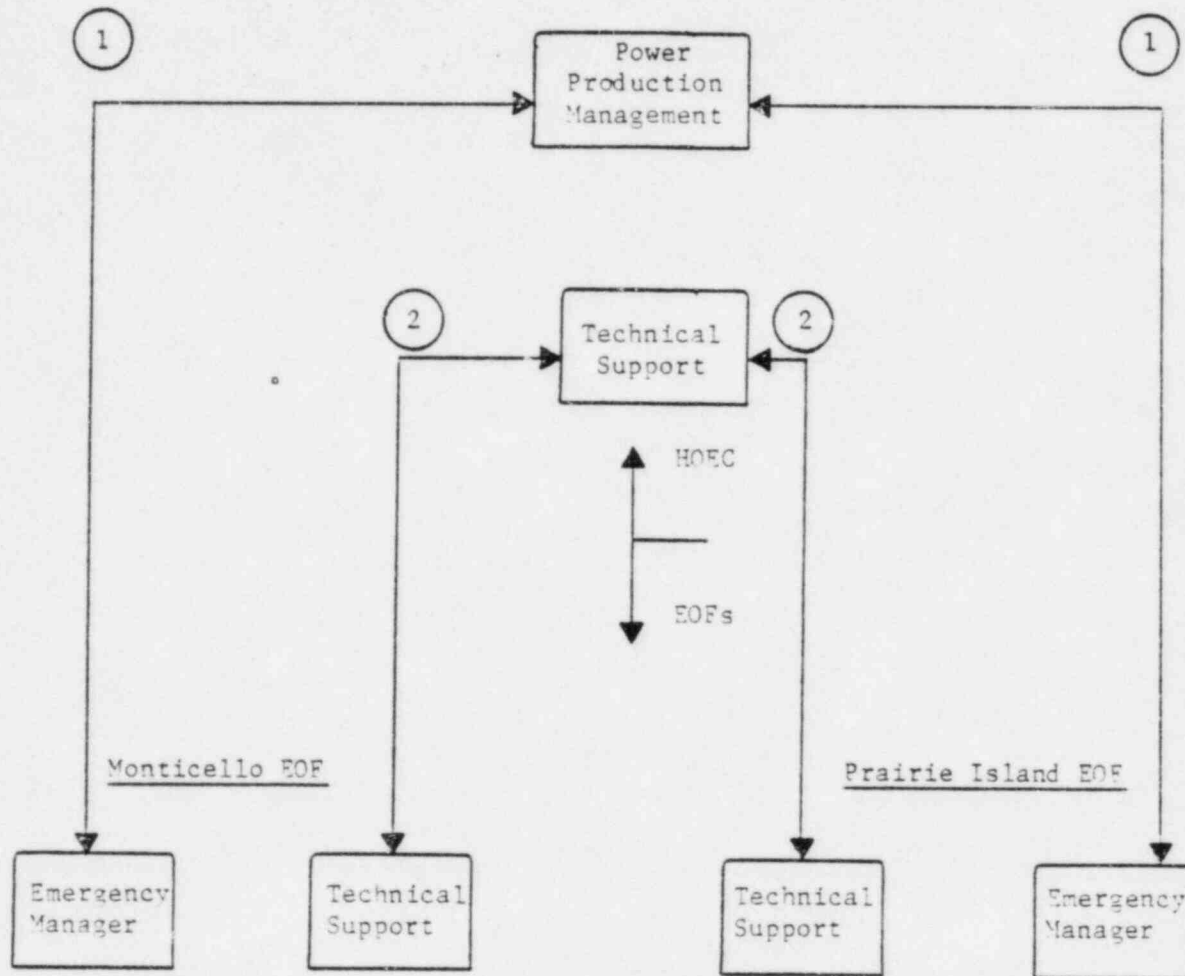 1
1
Power
Production
Management
2
2
Technical
Support
HOEC
EOFs
Monticello EOF
Prairie Island EOF
Emergency
Manager
Technical
Support
Technical
Support
Emergency
Manager